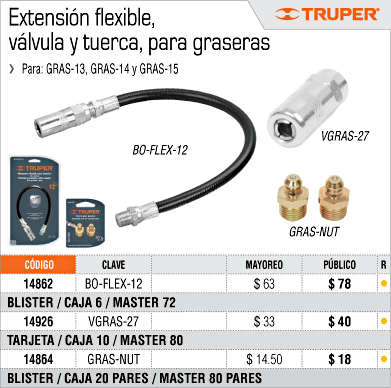 Extensión flexible,
válvula y tuerca, para graseras
TRUPER
Para: GRAS-13, GRAS-14 y GRAS-15
BO-FLEX-12
VGRAS-27
GRAS-NUT
TRUPER
12"
TRUPER
CÓDIGO CLAVE MAYOREO PÚBLICO R
14862 BO-FLEX-12 $ 63 $ 78
BLISTER / CAJA 6 / MASTER 72
14926 VGRAS-27 $ 33 $ 40
TARJETA / CAJA 10 / MASTER 80
14864 GRAS-NUT $ 14.50 $ 18
BLISTER / CAJA 20 PARES / MASTER 80 PARES